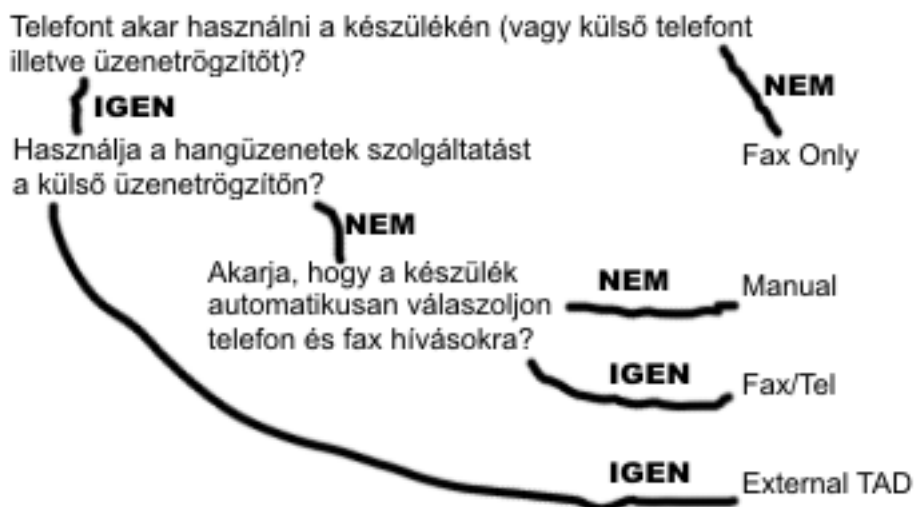 Telefont akar használni a készülékén (vagy külső telefont
illetve üzenetrögzítőt)?
NEM
IGEN
Fax Only
Használja a hangüzenetek szolgáltatást
a külső üzenetrögzítőn?
NEM
Akarja, hogy a készülék
automatikusan válaszoljon
telefon és fax hívásokra?
NEM
Manual
IGEN
Fax/Tel
IGEN
External TAD